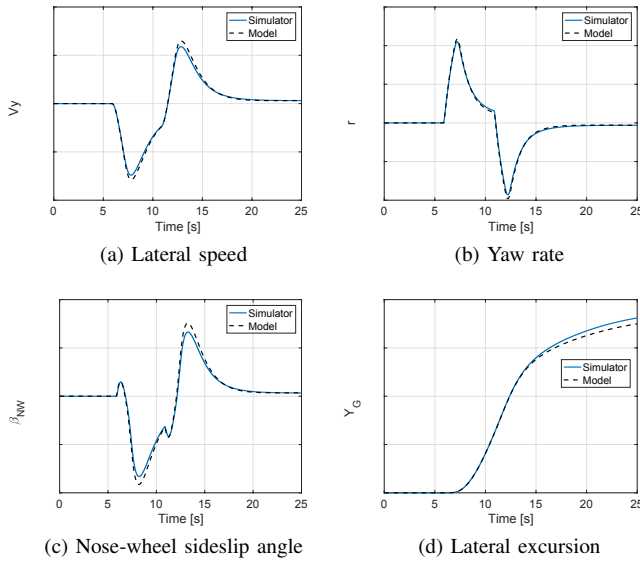 Simulator
Model
Vy
0 5 10 15 20 25
Time [s]
(a) Lateral speed
Simulator
Model
r
0 5 10 15 20 25
Time [s]
(b) Yaw rate
Simulator
Model
β_NW
0 5 10 15 20 25
Time [s]
(c) Nose-wheel sideslip angle
Simulator
Model
Y_G
0 5 10 15 20 25
Time [s]
(d) Lateral excursion